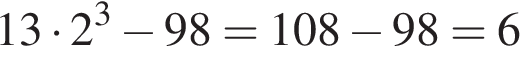 13 · 2³ − 98 = 108 − 98 = 6